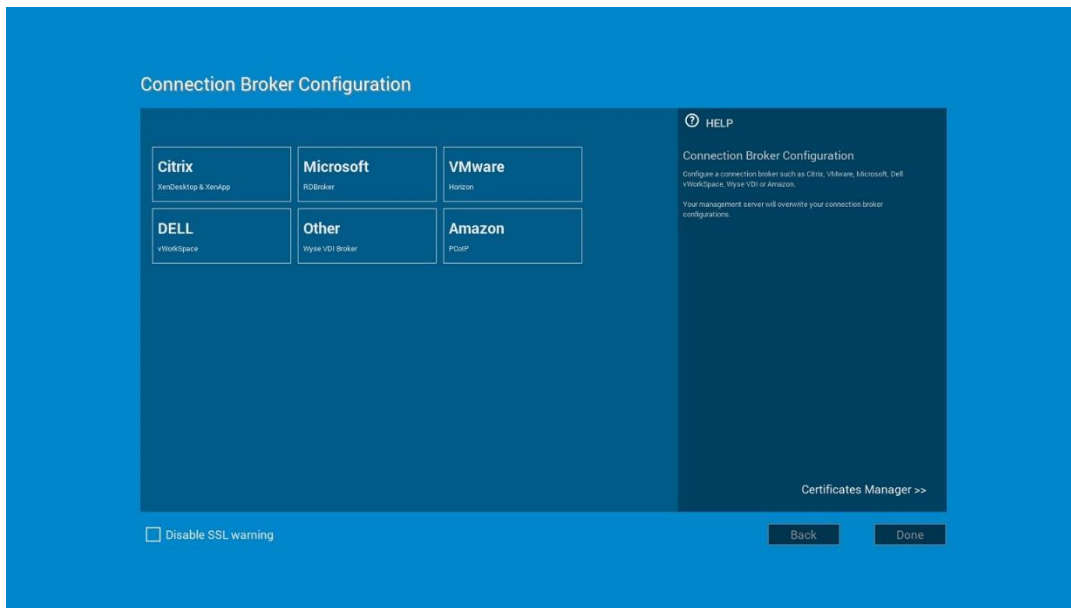 Connection Broker Configuration
Citrix
XenDesktop & XenApp
Microsoft
RDBroker
VMware
Horizon
DELL
vWorkSpace
Other
Wyse VDI Broker
Amazon
PCoIP
? HELP
Connection Broker Configuration
Configure a connection broker such as Citrix, VMware, Microsoft, Dell
vWorkSpace, Wyse VDI or Amazon.
Your management server will overwrite your connection broker
configurations.
Certificates Manager >>
Disable SSL warning
Back
Done